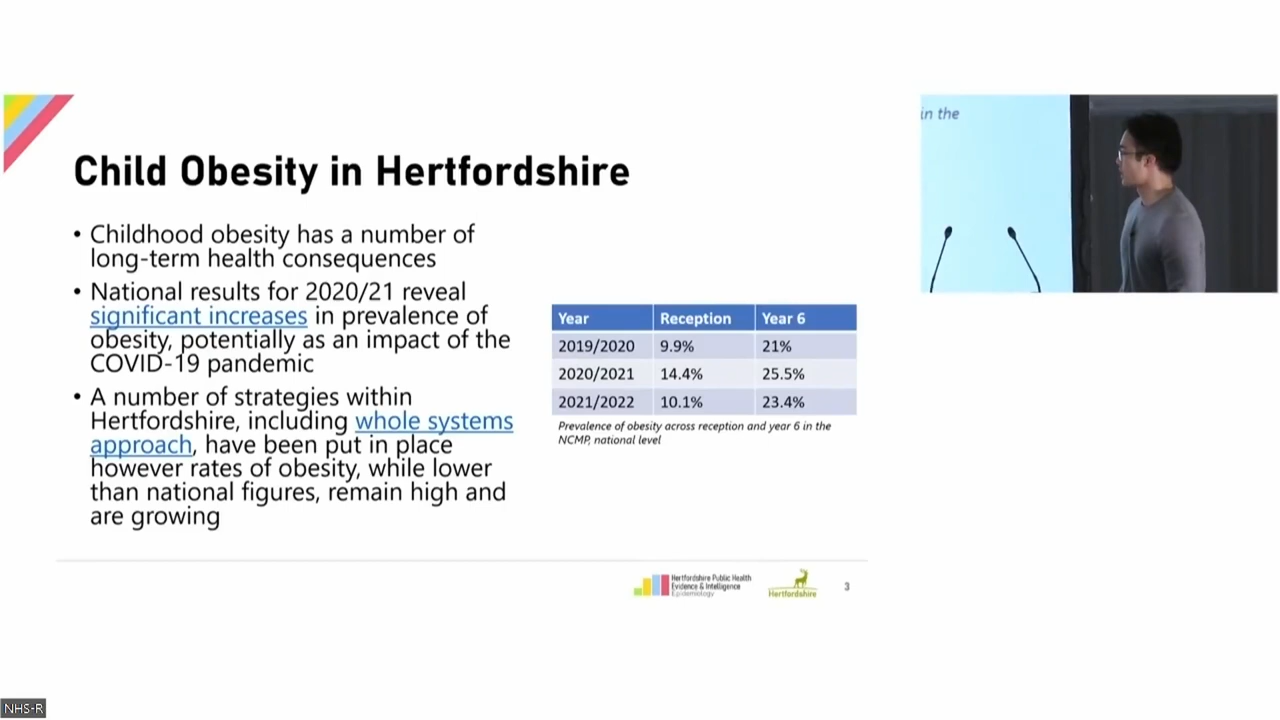 in the
Child Obesity in Hertfordshire
• Childhood obesity has a number of
long-term health consequences
• National results for 2020/21 reveal
significant increases in prevalence of
obesity, potentially as an impact of the
COVID-19 pandemic
• A number of strategies within
Hertfordshire, including whole systems
approach, have been put in place
however rates of obesity, while lower
than national figures, remain high and
are growing
Year Reception Year 6
2019/2020 9.9% 21%
2020/2021 14.4% 25.5%
2021/2022 10.1% 23.4%
Prevalence of obesity across reception and year 6 in the
NCMP, national level
Hertfordshire Public Health
Evidence & Intelligence
Epidemiology
Hertfordshire
3
NHS-R